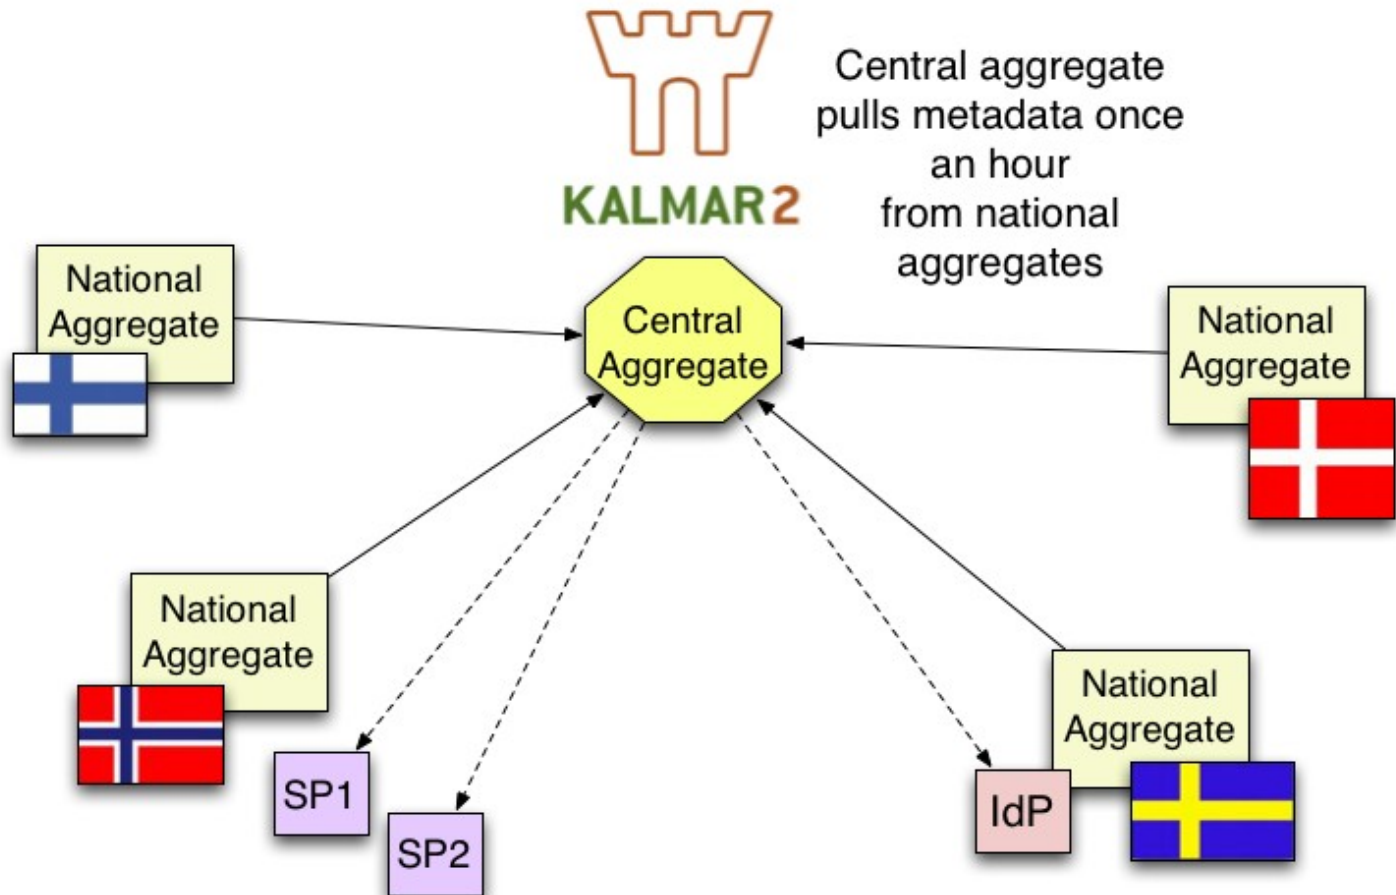 KALMAR2
Central aggregate
pulls metadata once
an hour
from national
aggregates
National
Aggregate
Central
Aggregate
National
Aggregate
National
Aggregate
National
Aggregate
SP1
SP2
IdP